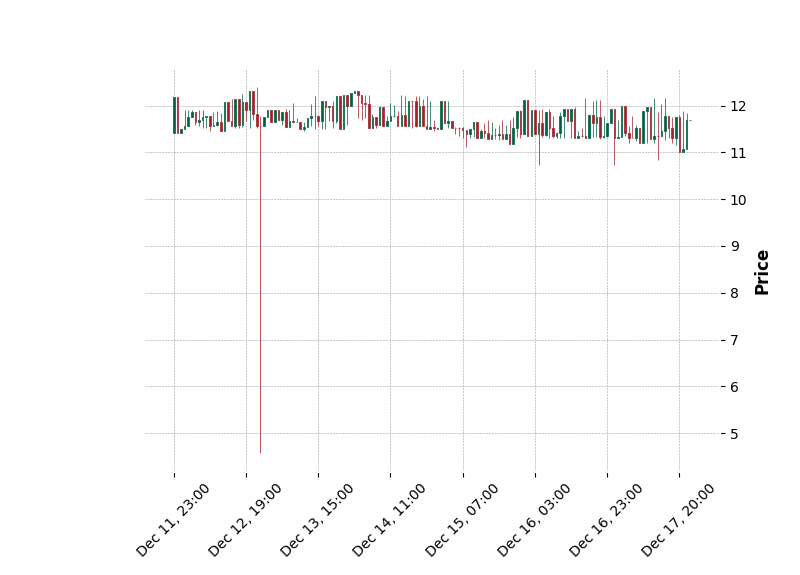 12
11
10
9
8
7
6
5
Price
Dec 11, 23:00
Dec 12, 19:00
Dec 13, 15:00
Dec 14, 11:00
Dec 15, 07:00
Dec 16, 03:00
Dec 16, 23:00
Dec 17, 20:00